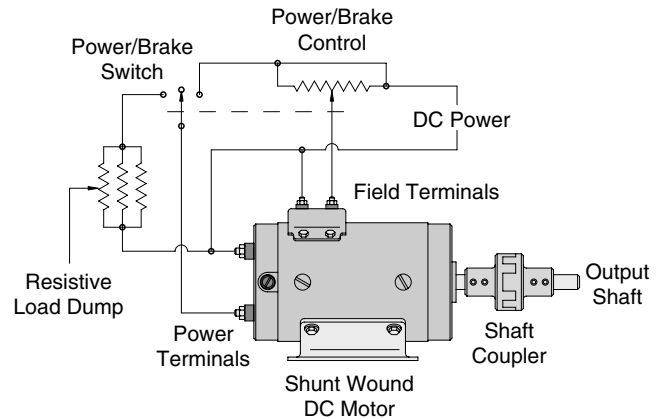 Power/Brake
Control
Power/Brake
Switch
DC Power
Field Terminals
Resistive
Load Dump
Power
Terminals
Output
Shaft
Shaft
Coupler
Shunt Wound
DC Motor